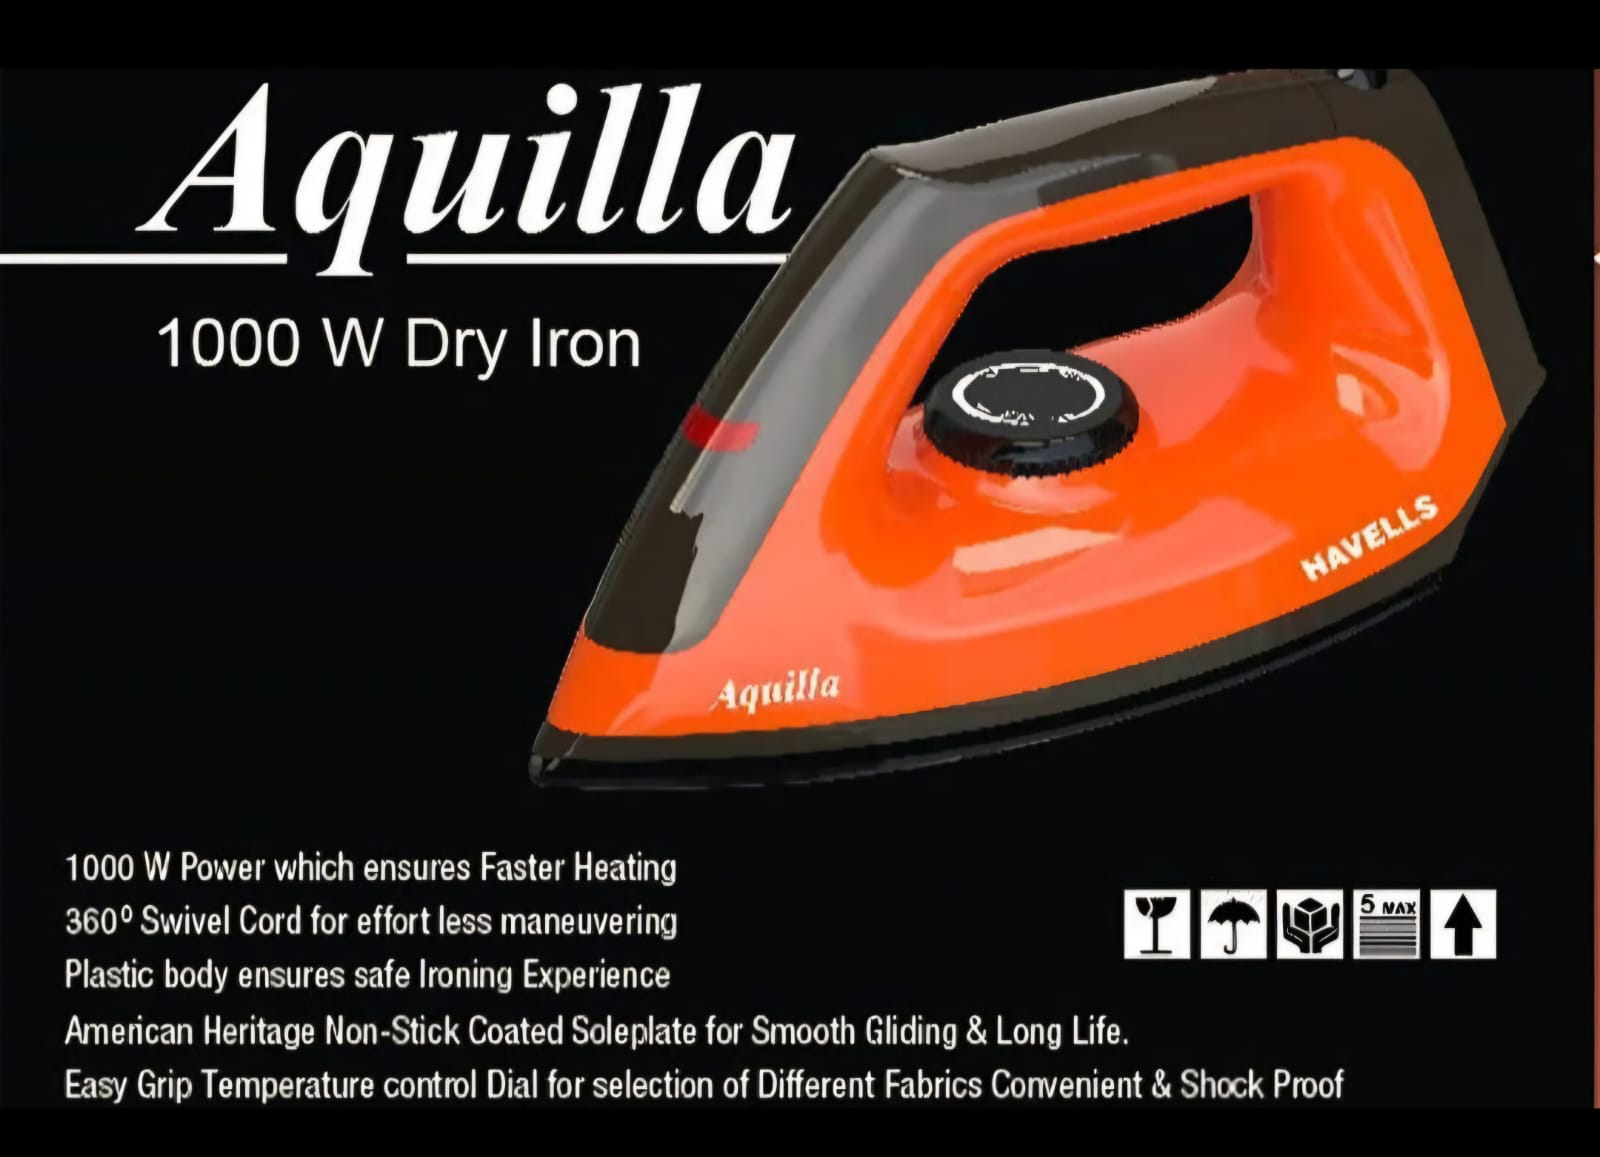 Aquilla
1000 W Dry Iron
HAVELLS
Aquilla
1000 W Power which ensures Faster Heating
360º Swivel Cord for effort less maneuvering
Plastic body ensures safe Ironing Experience
American Heritage Non-Stick Coated Soleplate for Smooth Gliding & Long Life.
Easy Grip Temperature control Dial for selection of Different Fabrics Convenient & Shock Proof
5 MAX